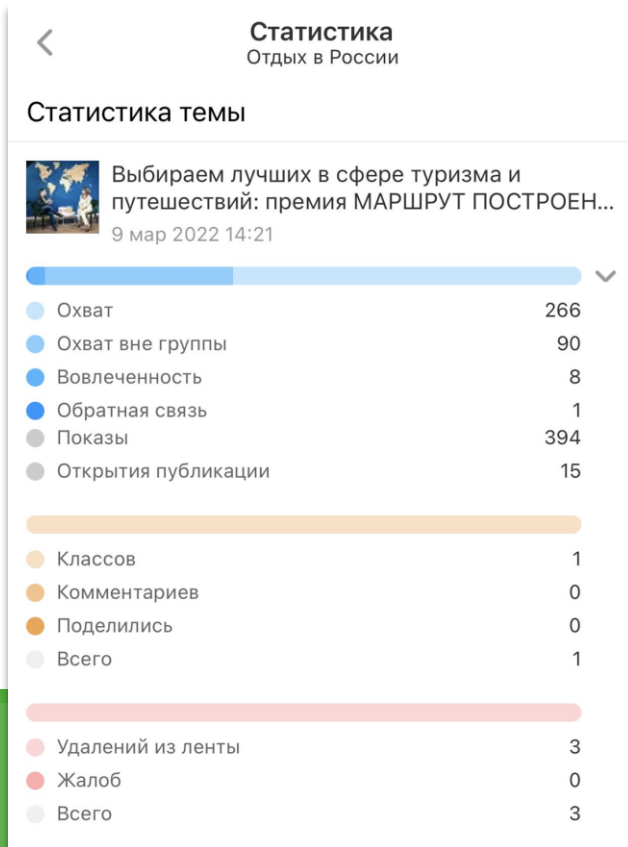 Статистика
Отдых в России
Статистика темы
Выбираем лучших в сфере туризма и
путешествий: премия МАРШРУТ ПОСТРОЕН...
9 мар 2022 14:21
Охват 266
Охват вне группы 90
Вовлеченность 8
Обратная связь 1
Показы 394
Открытия публикации 15
Классов 1
Комментариев 0
Поделились 0
Всего 1
Удалений из ленты 3
Жалоб 0
Всего 3